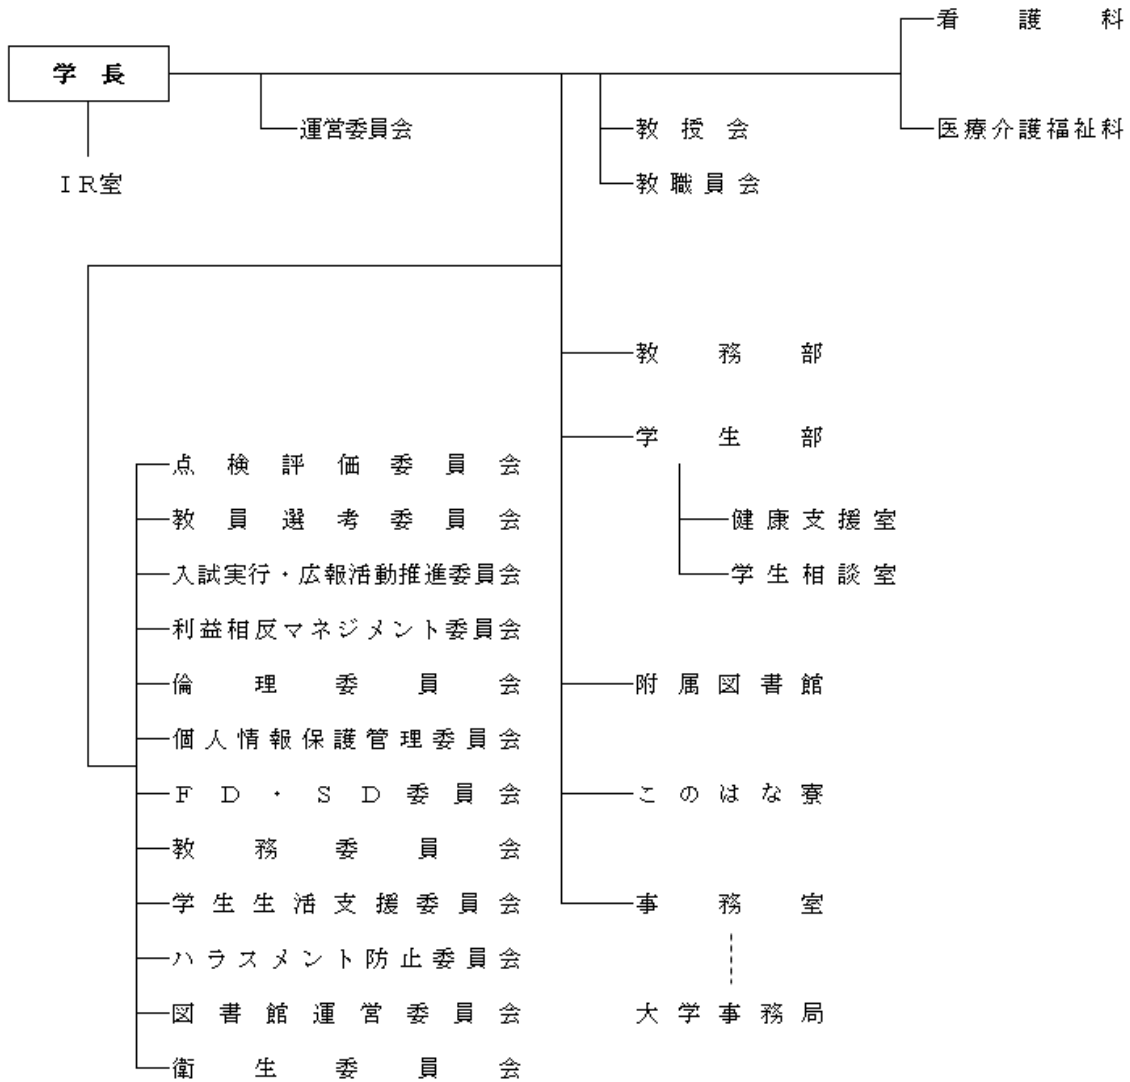 看護科
学長
運営委員会
教授会
医療介護福祉科
ＩＲ室
教職員会
教務部
学生部
点検評価委員会
教員選考委員会
健康支援室
入試実行・広報活動推進委員会
学生相談室
利益相反マネジメント委員会
倫理委員会
附属図書館
個人情報保護管理委員会
ＦＤ・ＳＤ委員会
このはな寮
教務委員会
学生生活支援委員会
事務室
ハラスメント防止委員会
図書館運営委員会
大学事務局
衛生委員会